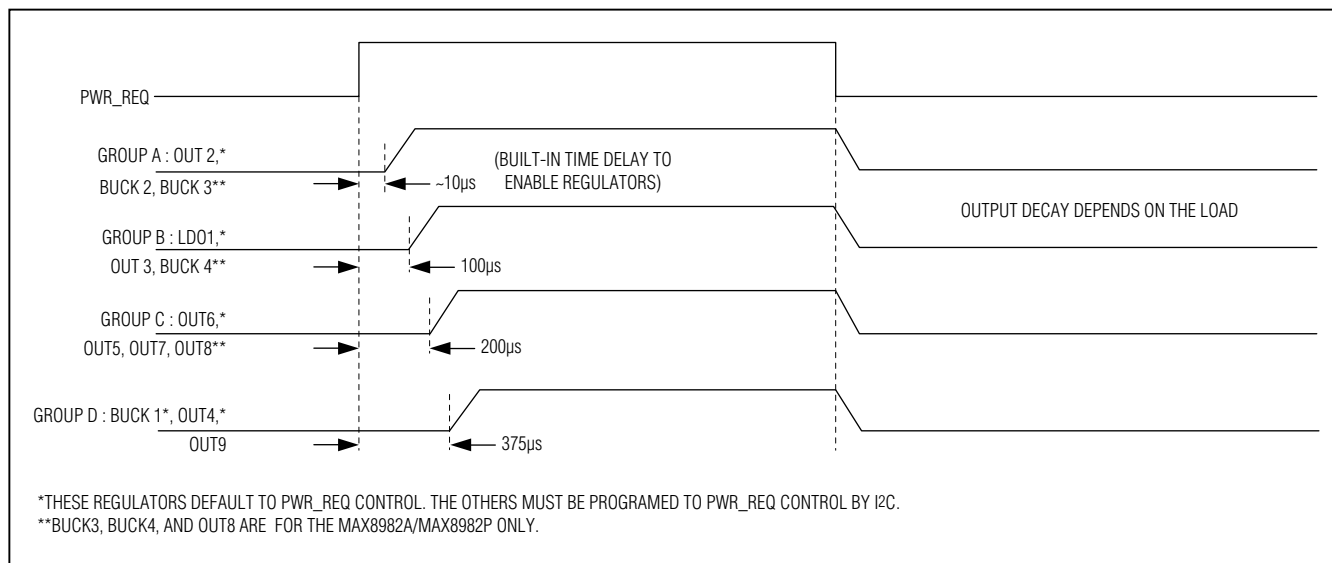 PWR_REQ
GROUP A : OUT 2,*
BUCK 2, BUCK 3**
~10µs
(BUILT-IN TIME DELAY TO
ENABLE REGULATORS)
OUTPUT DECAY DEPENDS ON THE LOAD
GROUP B : LDO1,*
OUT 3, BUCK 4**
100µs
GROUP C : OUT6,*
OUT5, OUT7, OUT8**
200µs
GROUP D : BUCK 1*, OUT4,*
OUT9
375µs
*THESE REGULATORS DEFAULT TO PWR_REQ CONTROL. THE OTHERS MUST BE PROGRAMED TO PWR_REQ CONTROL BY I2C.
**BUCK3, BUCK4, AND OUT8 ARE FOR THE MAX8982A/MAX8982P ONLY.